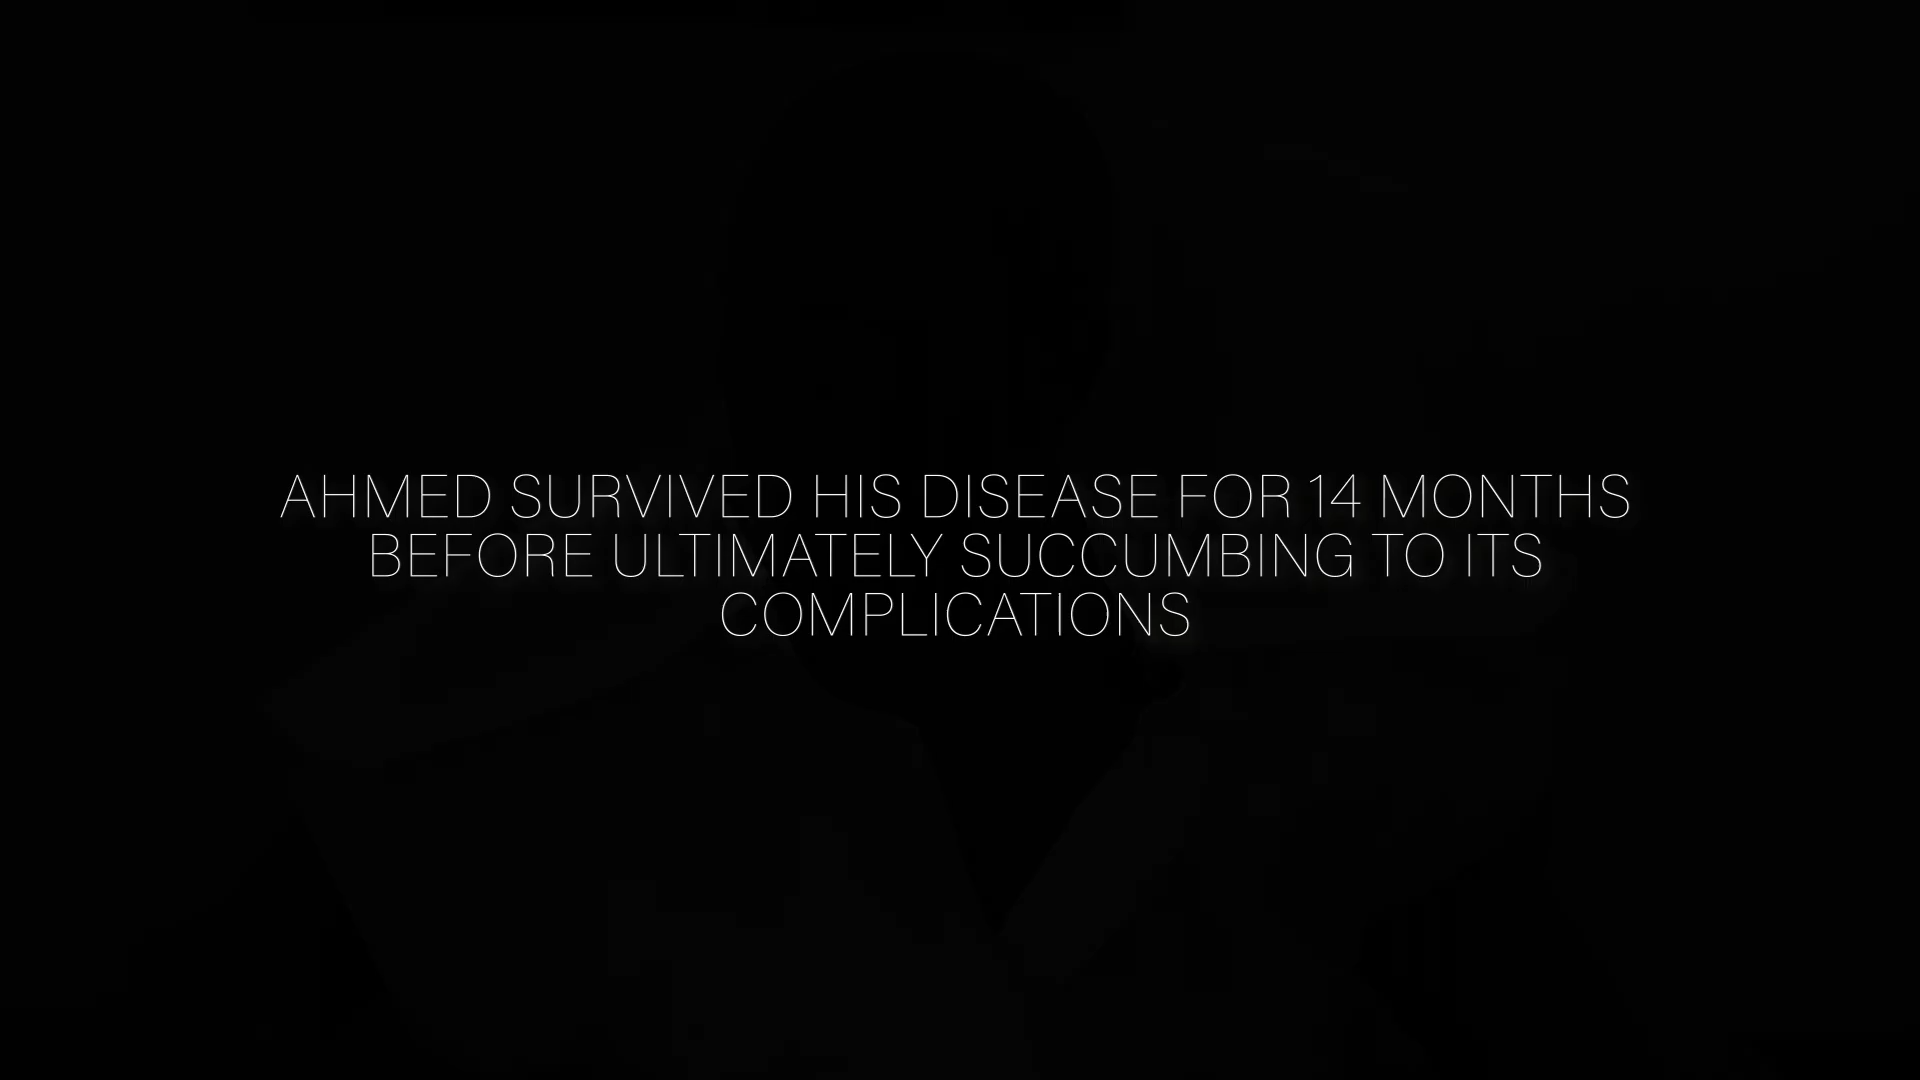 AHMED SURVIVED HIS DISEASE FOR 14 MONTHS
BEFORE ULTIMATELY SUCCUMBING TO ITS
COMPLICATIONS